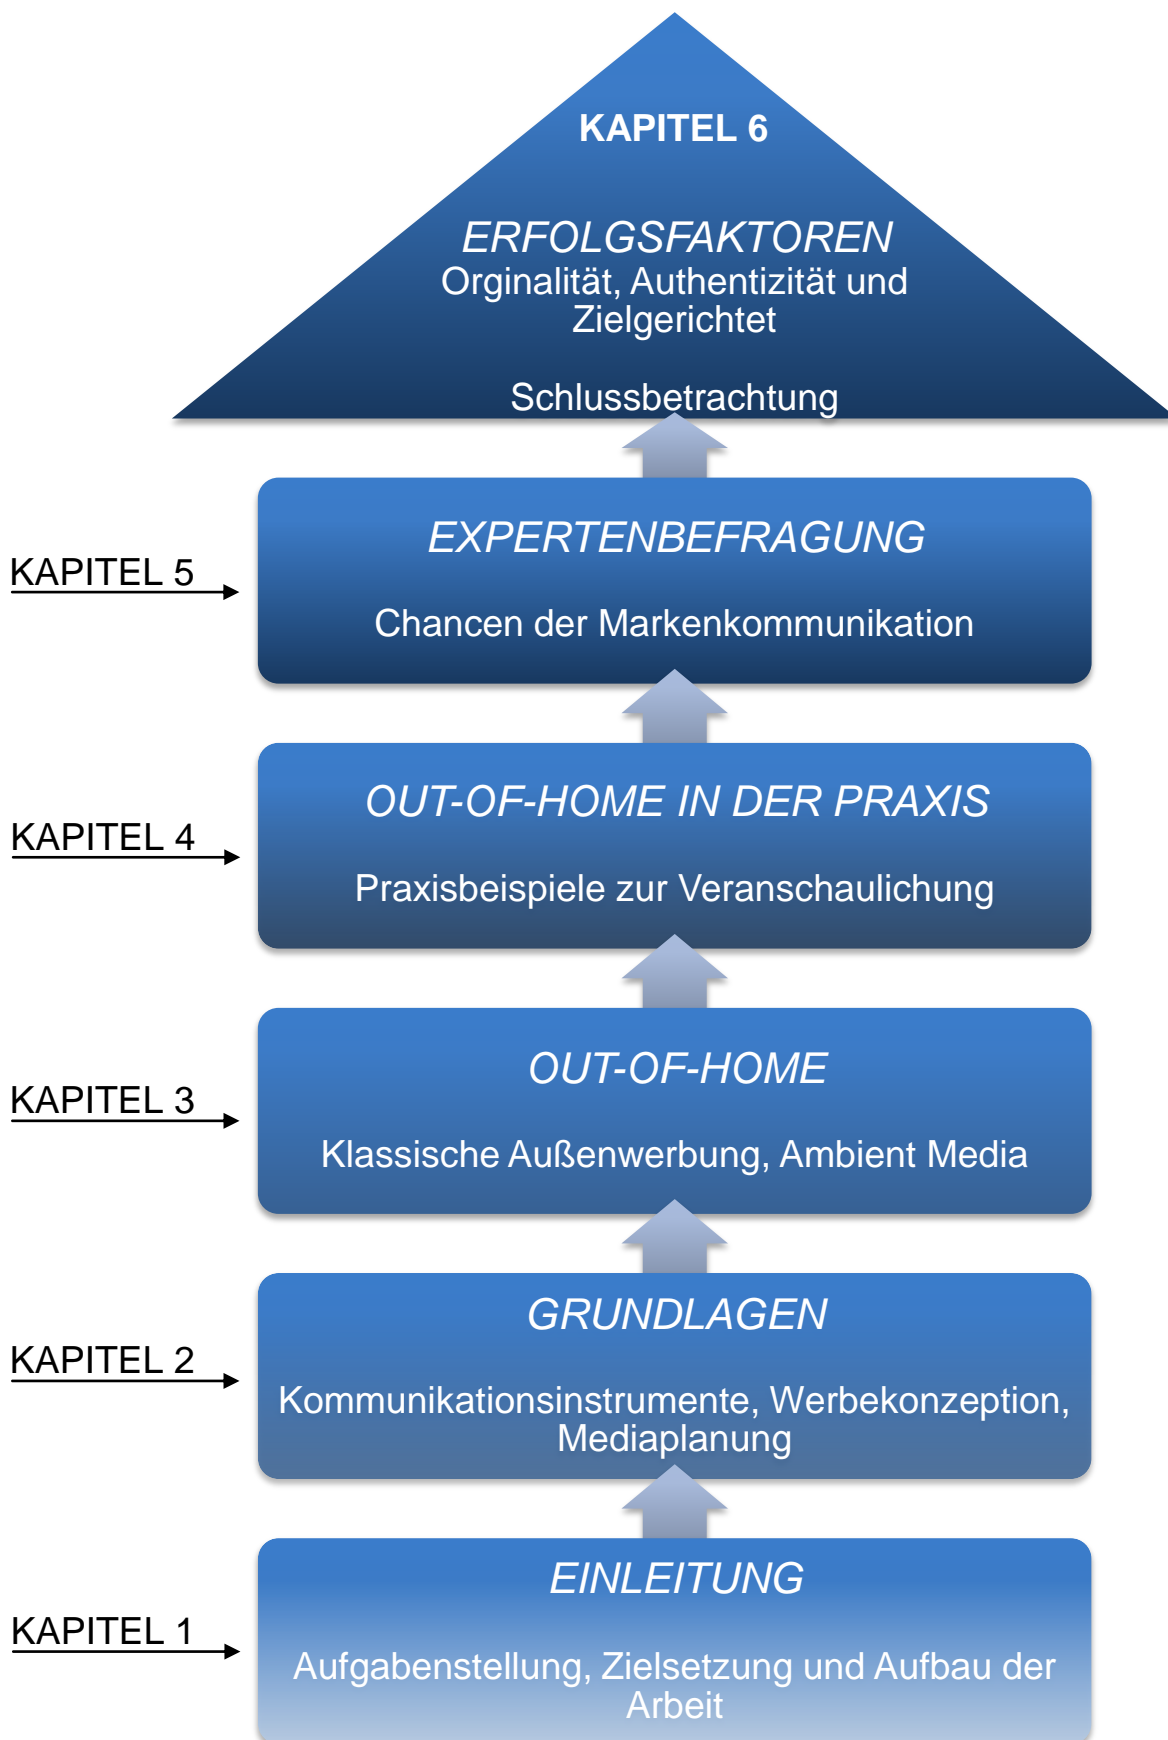 KAPITEL 6
ERFOLGSFAKTOREN
Orginalität, Authentizität und
Zielgerichtet
Schlussbetrachtung
KAPITEL 5
EXPERTENBEFRAGUNG
Chancen der Markenkommunikation
KAPITEL 4
OUT-OF-HOME IN DER PRAXIS
Praxisbeispiele zur Veranschaulichung
KAPITEL 3
OUT-OF-HOME
Klassische Außenwerbung, Ambient Media
KAPITEL 2
GRUNDLAGEN
Kommunikationsinstrumente, Werbekonzeption,
Mediaplanung
KAPITEL 1
EINLEITUNG
Aufgabenstellung, Zielsetzung und Aufbau der
Arbeit